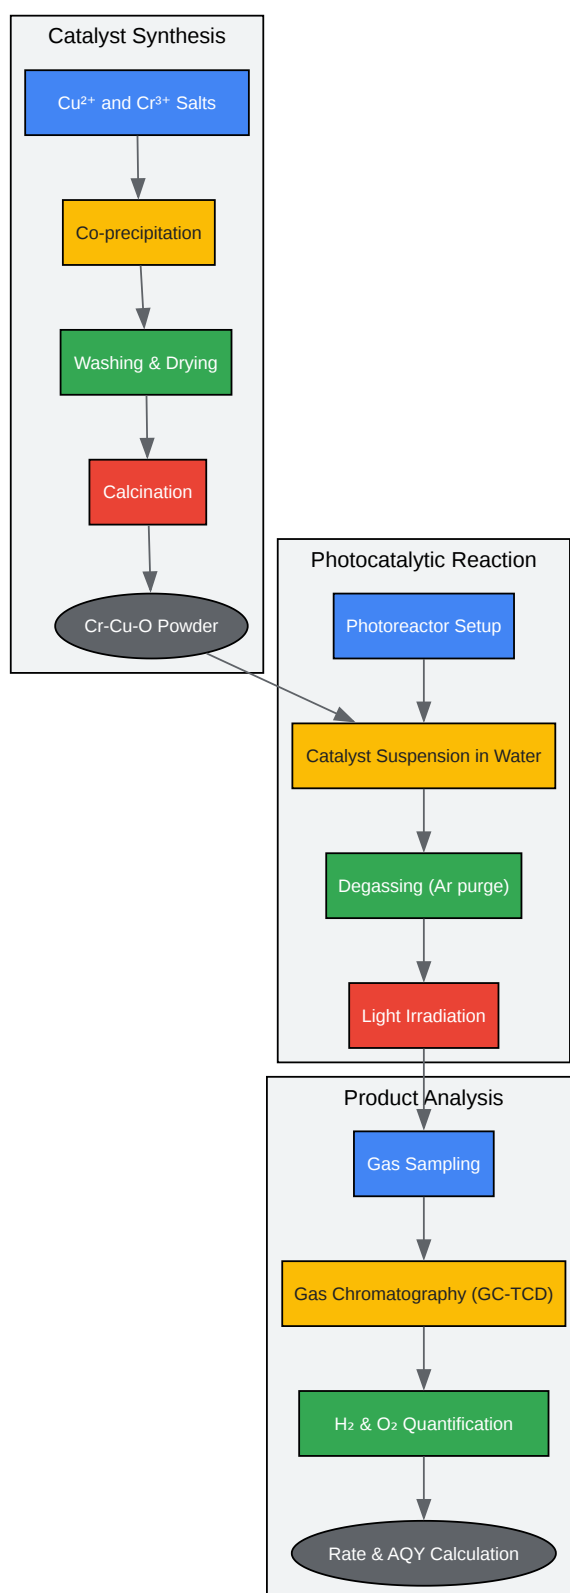 Catalyst Synthesis
Cu²⁺ and Cr³⁺ Salts
Co-precipitation
Washing & Drying
Calcination
Cr-Cu-O Powder
Photocatalytic Reaction
Photoreactor Setup
Catalyst Suspension in Water
Degassing (Ar purge)
Light Irradiation
Product Analysis
Gas Sampling
Gas Chromatography (GC-TCD)
H₂ & O₂ Quantification
Rate & AQY Calculation